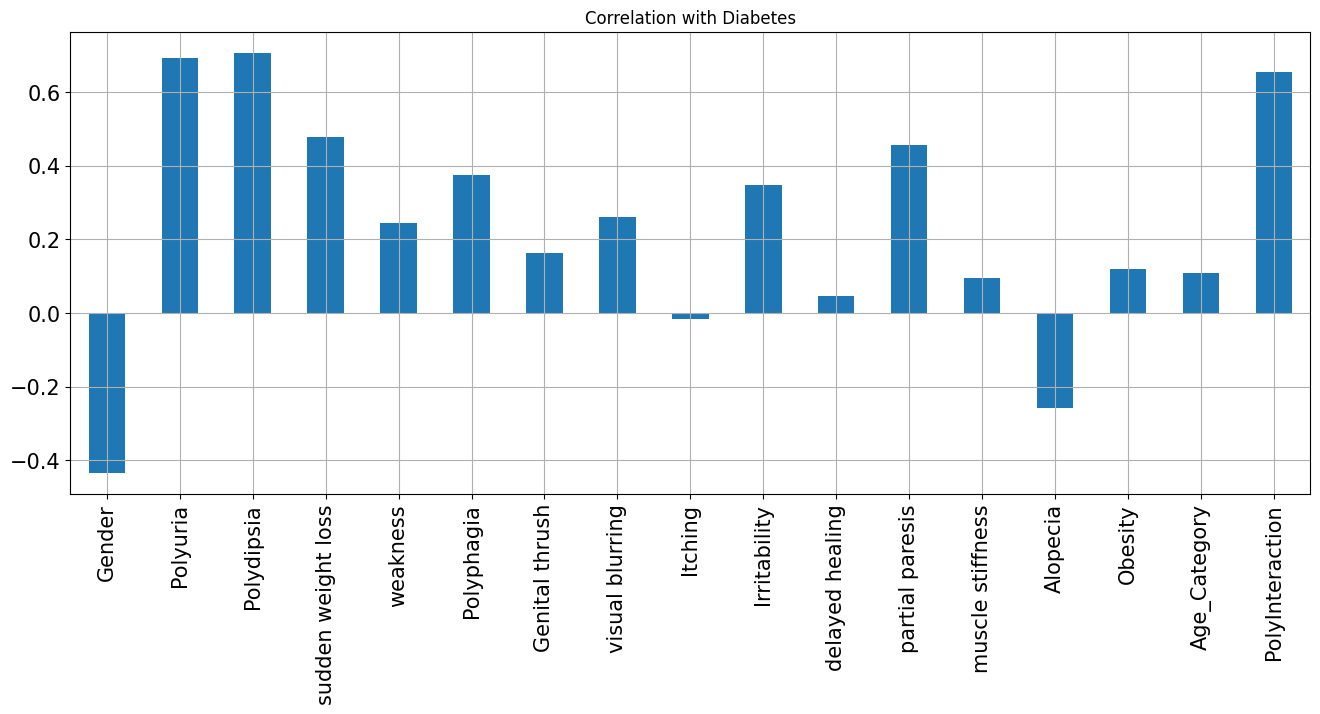 Correlation with Diabetes
0.6
0.4
0.2
0.0
−0.2
−0.4
Gender
Polyuria
Polydipsia
sudden weight loss
weakness
Polyphagia
Genital thrush
visual blurring
Itching
Irritability
delayed healing
partial paresis
muscle stiffness
Alopecia
Obesity
Age_Category
PolyInteraction